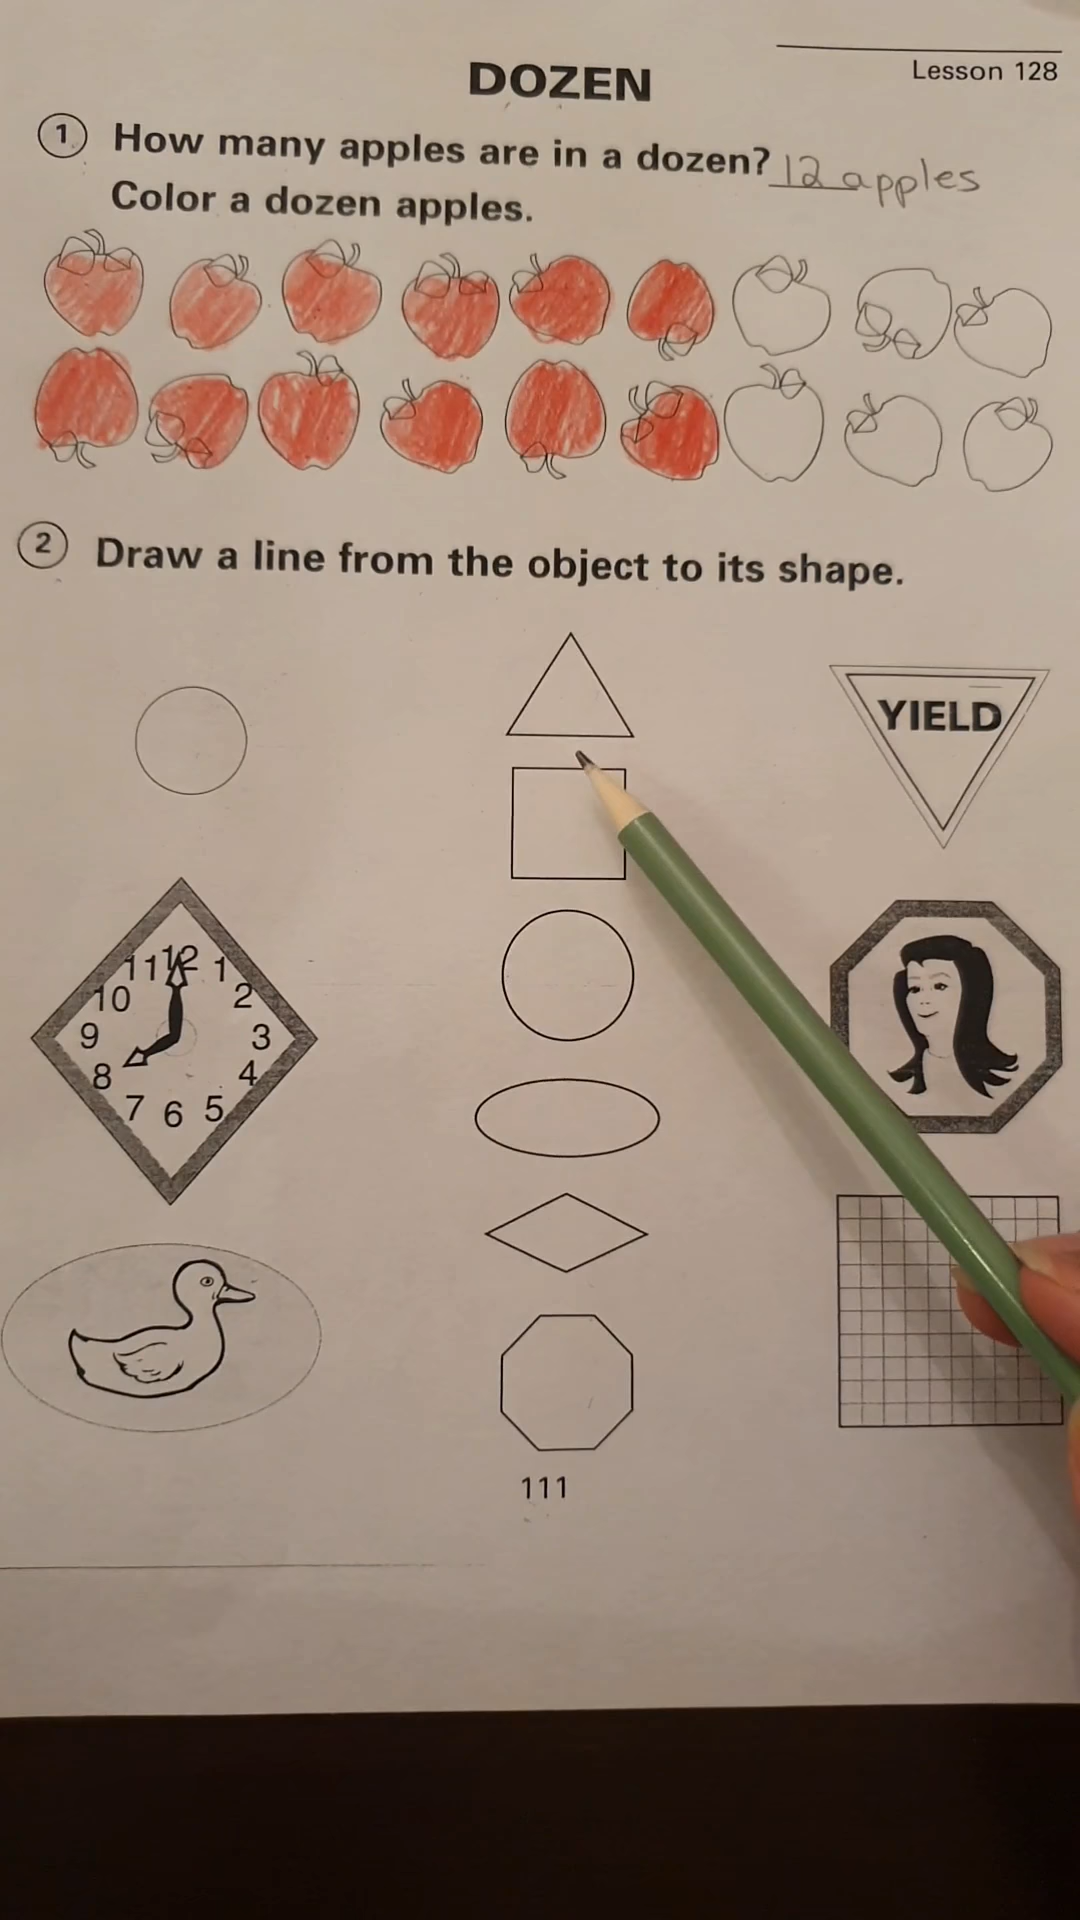 Lesson 128
DOZEN
1 How many apples are in a dozen? 12 apples
Color a dozen apples.
2 Draw a line from the object to its shape.
YIELD
11 12 1
10 2
9 3
8 4
7 6 5
111